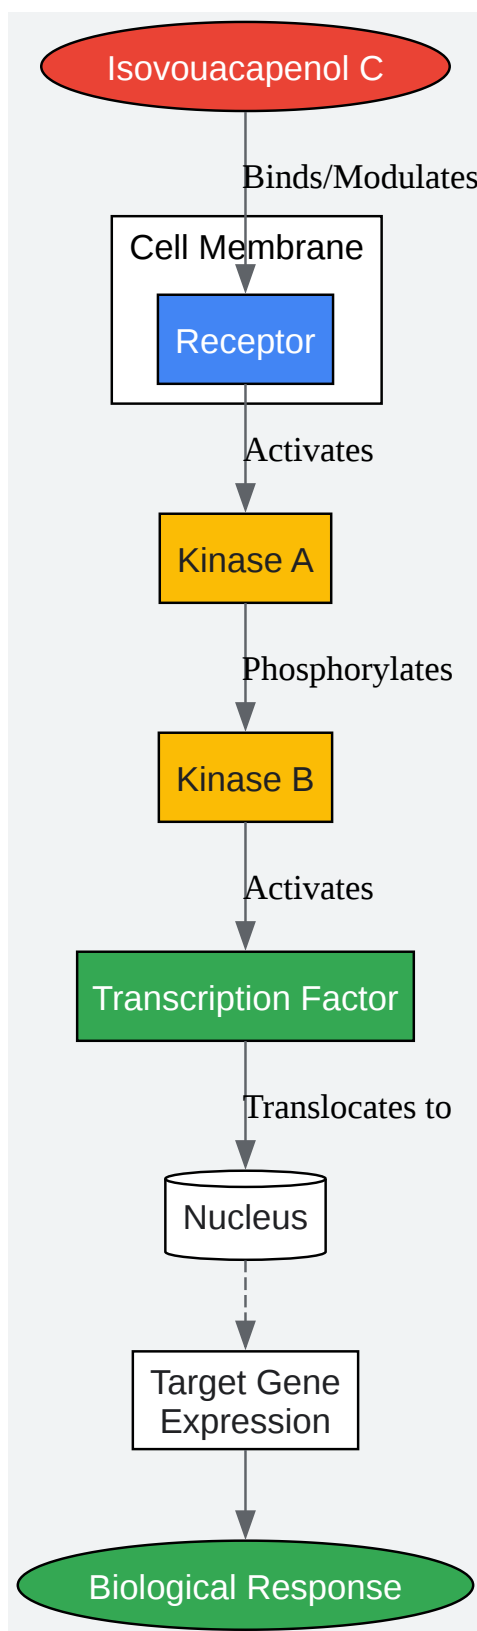 Isovouacapenol C
Binds/Modulates
Cell Membrane
Receptor
Activates
Kinase A
Phosphorylates
Kinase B
Activates
Transcription Factor
Translocates to
Nucleus
Target Gene
Expression
Biological Response